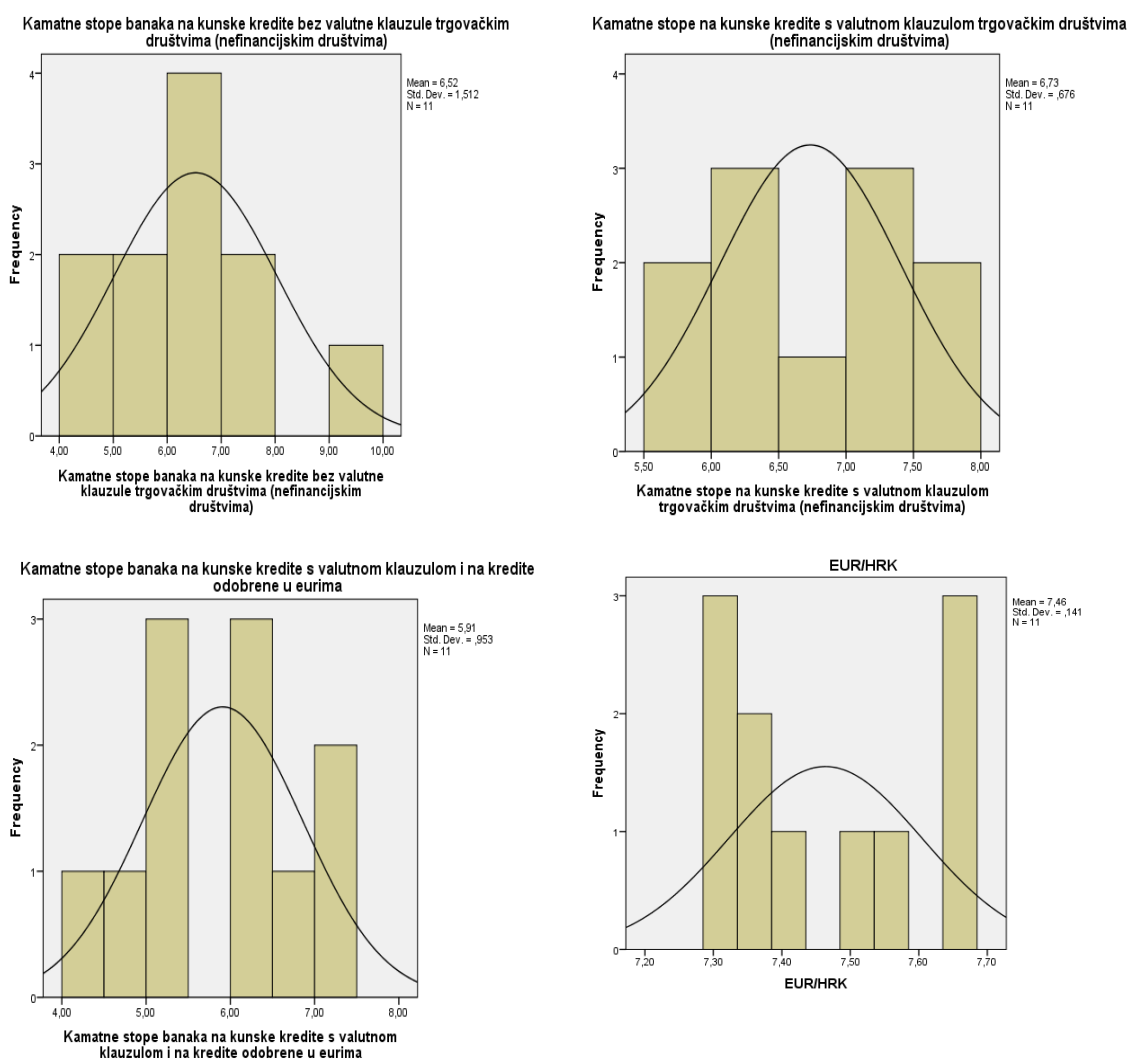 Kamatne stope banaka na kunske kredite bez valutne klauzule trgovačkim
društvima (nefinancijskim društvima)
Mean = 6,52
Std. Dev. = 1,512
N = 11
4
3
2
1
0
Frequency
4,00 5,00 6,00 7,00 8,00 9,00 10,00
Kamatne stope banaka na kunske kredite bez valutne
klauzule trgovačkim društvima (nefinancijskim
društvima)
Kamatne stope na kunske kredite s valutnom klauzulom trgovačkim društvima
(nefinancijskim društvima)
Mean = 6,73
Std. Dev. = ,676
N = 11
4
3
2
1
0
Frequency
5,50 6,00 6,50 7,00 7,50 8,00
Kamatne stope na kunske kredite s valutnom klauzulom
trgovačkim društvima (nefinancijskim društvima)
Kamatne stope banaka na kunske kredite s valutnom klauzulom i na kredite
odobrene u eurima
Mean = 5,91
Std. Dev. = ,953
N = 11
3
2
1
0
Frequency
4,00 5,00 6,00 7,00 8,00
Kamatne stope banaka na kunske kredite s valutnom
klauzulom i na kredite odobrene u eurima
EUR/HRK
Mean = 7,46
Std. Dev. = ,141
N = 11
3
2
1
0
Frequency
7,20 7,30 7,40 7,50 7,60 7,70
EUR/HRK